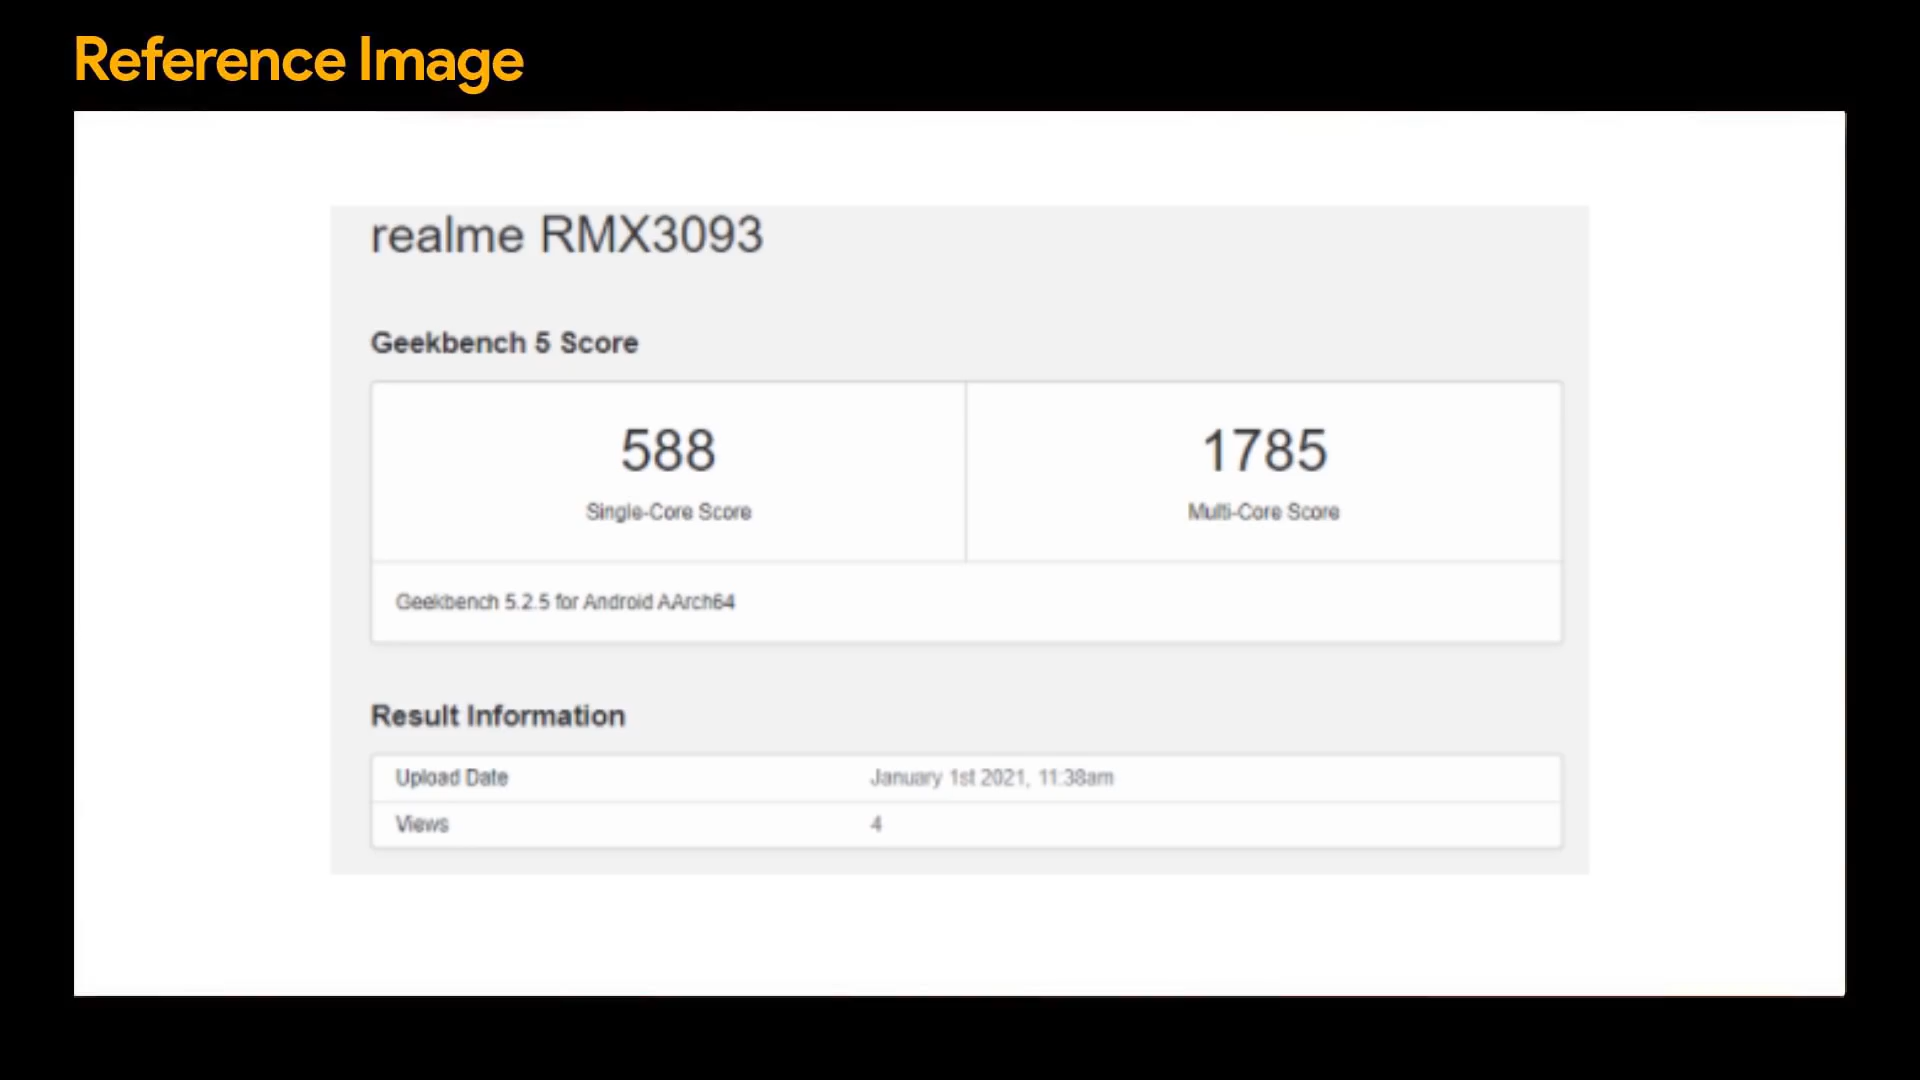 Reference Image
realme RMX3093
Geekbench 5 Score
588
Single-Core Score
1785
Multi-Core Score
Geekbench 5.2.5 for Android AArch64
Result Information
Upload Date January 1st 2021, 11:38am
Views 4